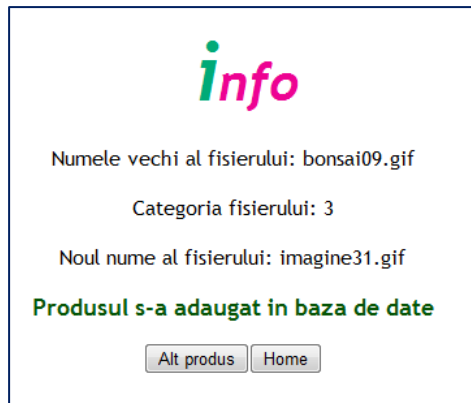 info
Numele vechi al fisierului: bonsai09.gif
Categoria fisierului: 3
Noul nume al fisierului: imagine31.gif
Produsul s-a adaugat in baza de date
Alt produs Home